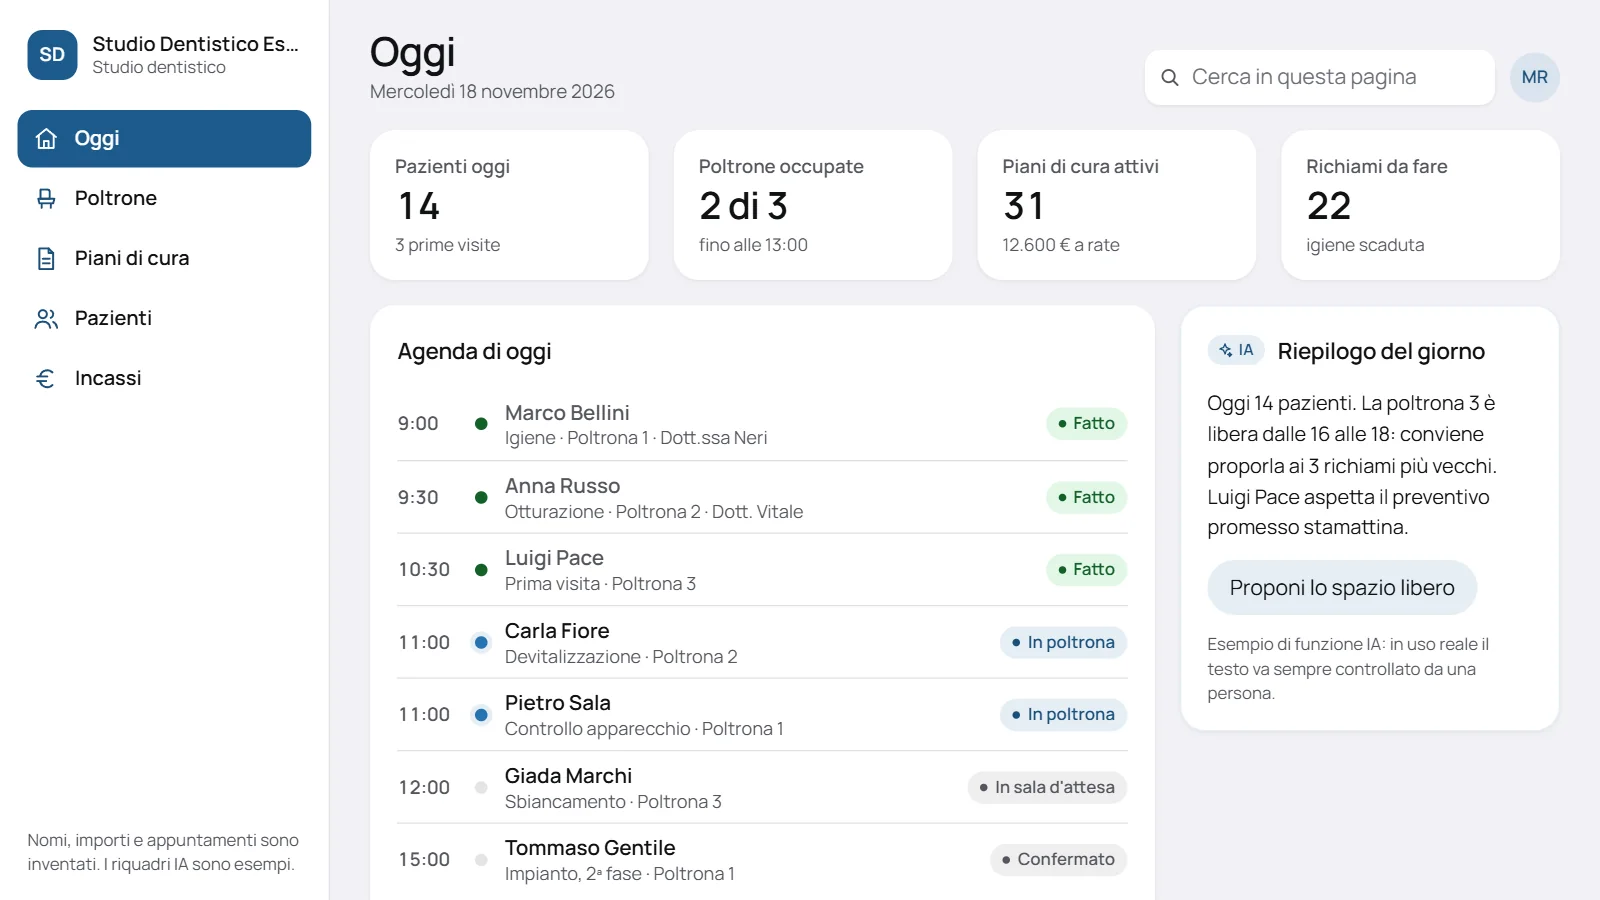 SD
Studio Dentistico Es...
Studio dentistico
Oggi
Poltrone
Piani di cura
Pazienti
Incassi
Nomi, importi e appuntamenti sono
inventati. I riquadri IA sono esempi.
Oggi
Mercoledì 18 novembre 2026
Cerca in questa pagina
MR
Pazienti oggi
14
3 prime visite
Poltrone occupate
2 di 3
fino alle 13:00
Piani di cura attivi
31
12.600 € a rate
Richiami da fare
22
igiene scaduta
Agenda di oggi
9:00
Marco Bellini
Igiene · Poltrona 1 · Dott.ssa Neri
Fatto
9:30
Anna Russo
Otturazione · Poltrona 2 · Dott. Vitale
Fatto
10:30
Luigi Pace
Prima visita · Poltrona 3
Fatto
11:00
Carla Fiore
Devitalizzazione · Poltrona 2
In poltrona
11:00
Pietro Sala
Controllo apparecchio · Poltrona 1
In poltrona
12:00
Giada Marchi
Sbiancamento · Poltrona 3
In sala d'attesa
15:00
Tommaso Gentile
Impianto, 2ª fase · Poltrona 1
Confermato
IA
Riepilogo del giorno
Oggi 14 pazienti. La poltrona 3 è
libera dalle 16 alle 18: conviene
proporla ai 3 richiami più vecchi.
Luigi Pace aspetta il preventivo
promesso stamattina.
Proponi lo spazio libero
Esempio di funzione IA: in uso reale il
testo va sempre controllato da una
persona.